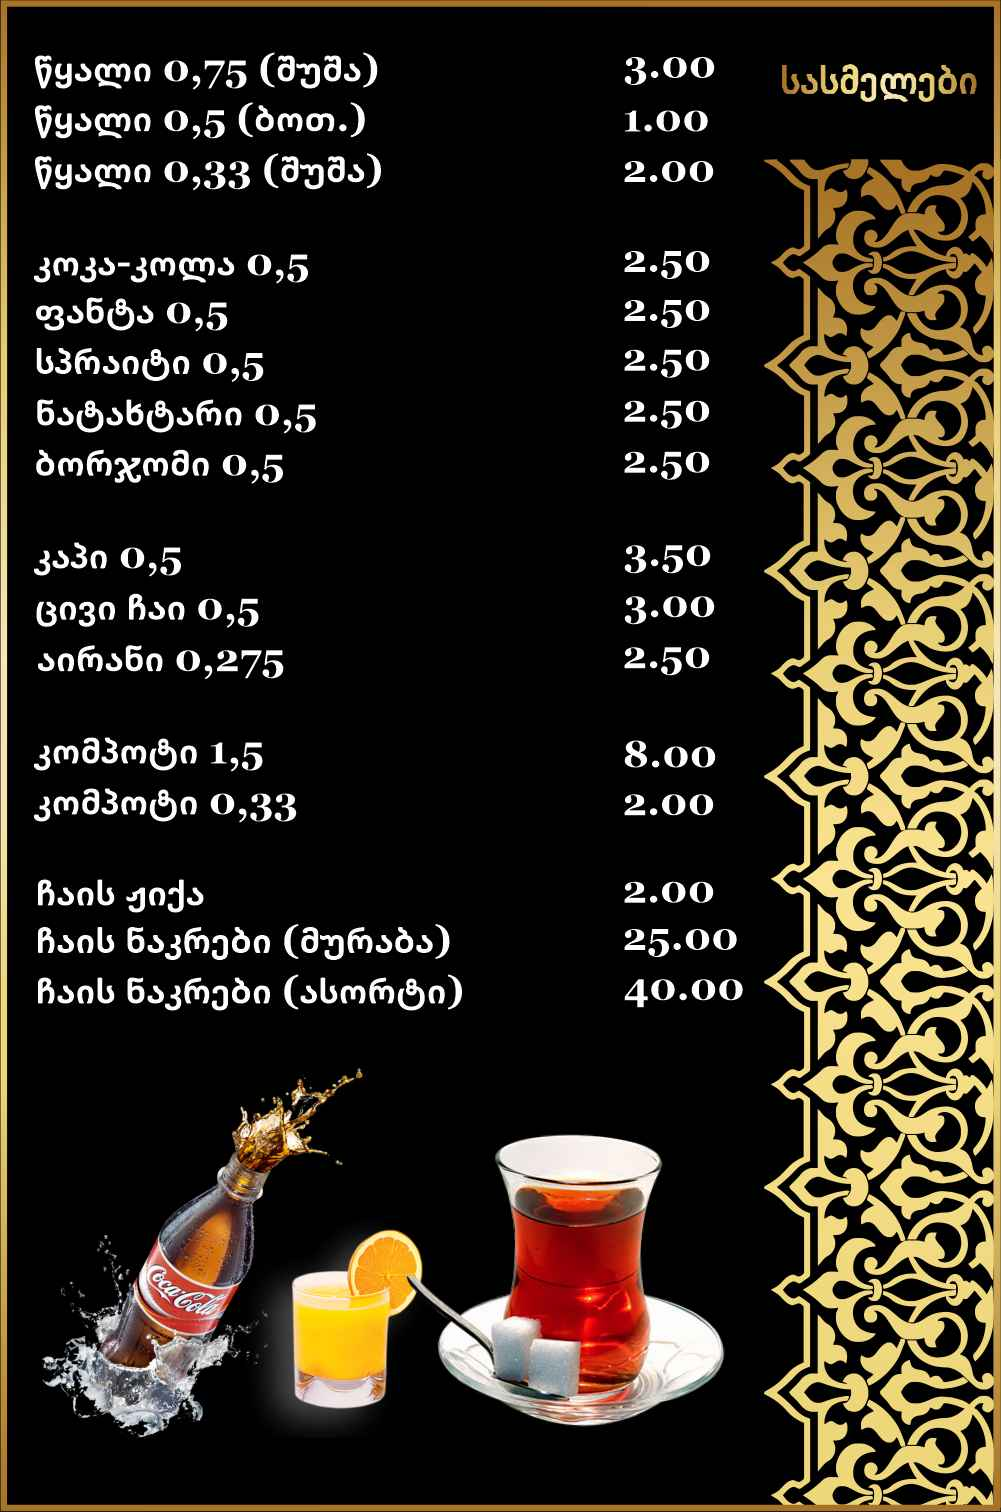 სასმელები
წყალი 0,75 (შუშა) 3.00
წყალი 0,5 (ბოთ.) 1.00
წყალი 0,33 (შუშა) 2.00
კოკა-კოლა 0,5 2.50
ფანტა 0,5 2.50
სპრაიტი 0,5 2.50
ნატახტარი 0,5 2.50
ბორჯომი 0,5 2.50
კაპი 0,5 3.50
ცივი ჩაი 0,5 3.00
აირანი 0,275 2.50
კომპოტი 1,5 8.00
კომპოტი 0,33 2.00
ჩაის ჟიქა 2.00
ჩაის ნაკრები (მურაბა) 25.00
ჩაის ნაკრები (ასორტი) 40.00
Coca-Cola